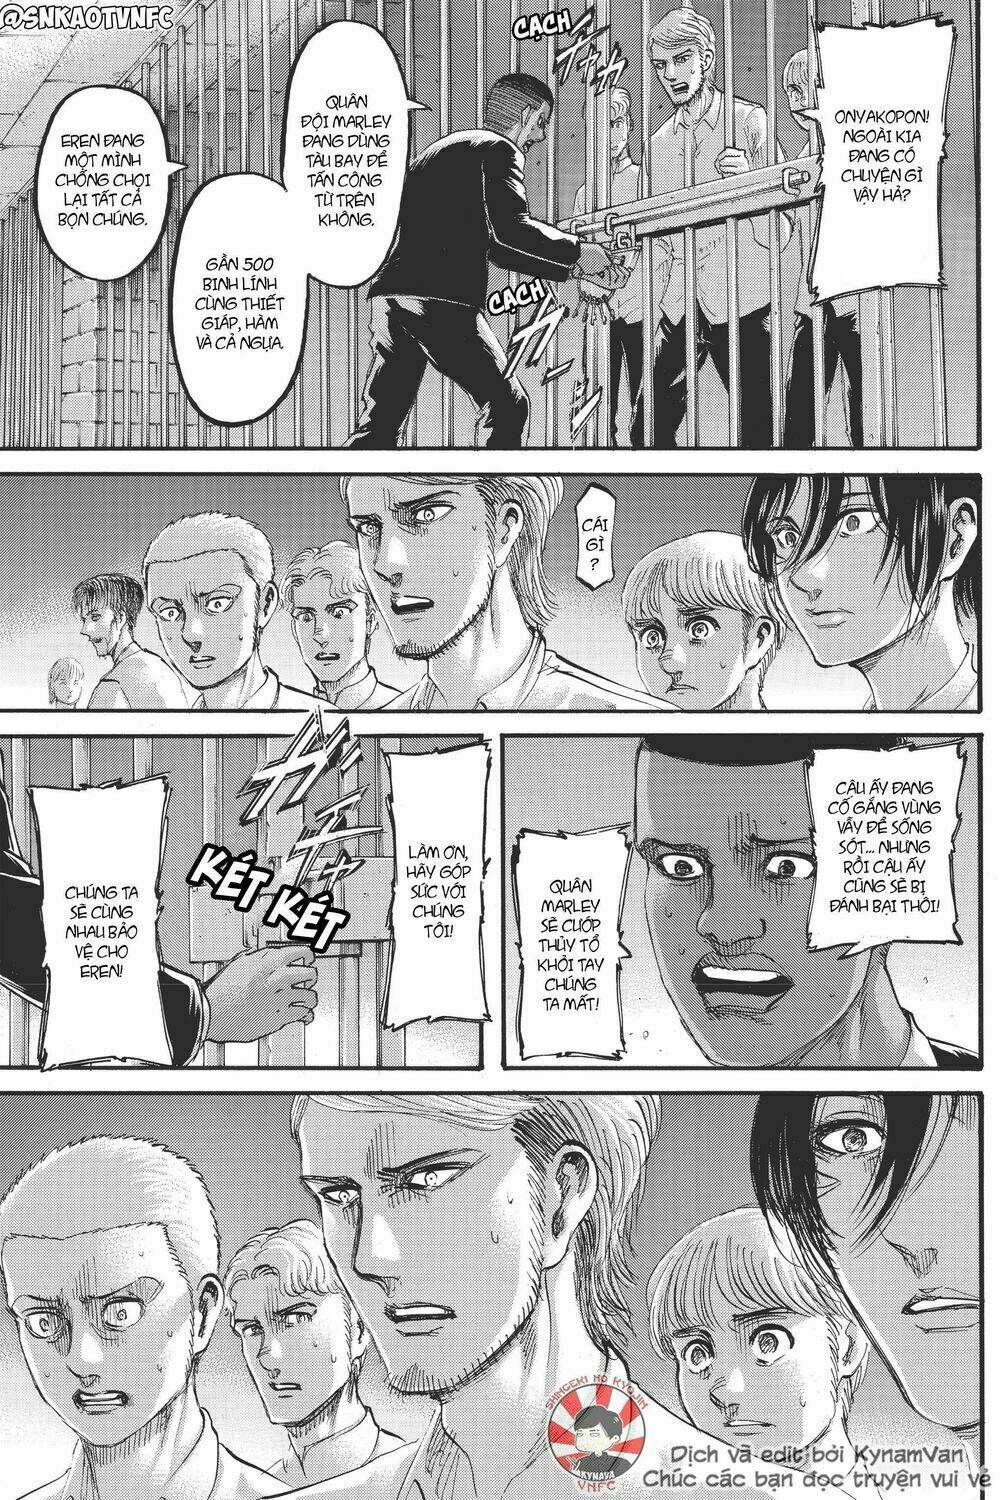 @SNKAOTVNFC
ONYAKOPON!
NGOÀI KIA
ĐANG CÓ
CHUYỆN GÌ
VẬY HẢ?
CẠCH
チャカ
QUÂN
ĐỘI MARLEY
ĐANG DÙNG
TÀU BAY ĐỂ
TẤN CÔNG
TỪ TRÊN
KHÔNG.
GẦN 500
BINH LÍNH
CÙNG THIẾT
GIÁP, HÀM
VÀ CẢ NGỰA.
EREN ĐANG
MỘT MÌNH
CHỐNG CHỌI
LẠI TẤT CẢ
BỌN CHÚNG.
CẠCH
CÁI
GÌ
?
CẬU ẤY ĐANG
CỐ GẮNG VÙNG
VẪY ĐỂ SỐNG
SÓT... NHƯNG
RỒI CẬU ẤY
CŨNG SẼ BỊ
ĐÁNH BẠI THÔI!
QUÂN
MARLEY
SẼ CƯỚP
THỦY TỔ
KHỎI TAY
CHÚNG
TA MẤT!
LÀM ƠN,
HÃY GÓP
SỨC VỚI
CHÚNG
TÔI!
KÉT KÉT
CHÚNG TA
SẼ CÙNG
NHAU BẢO
VỆ CHO
EREN!
SHINGEKI NO KYOJIN
KYNAVA
VNFC
Dịch và edit bởi KynamVan
Chúc các bạn đọc truyện vui vẻ